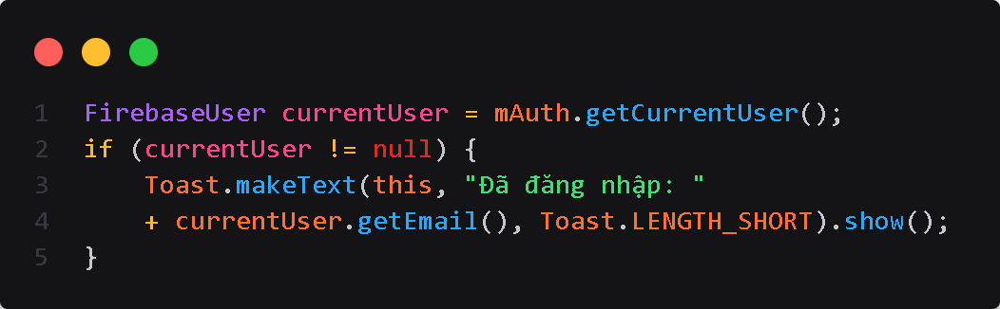 1 FirebaseUser currentUser = mAuth.getCurrentUser();
2 if (currentUser != null) {
3     Toast.makeText(this, "Đã đăng nhập: "
4     + currentUser.getEmail(), Toast.LENGTH_SHORT).show();
5 }